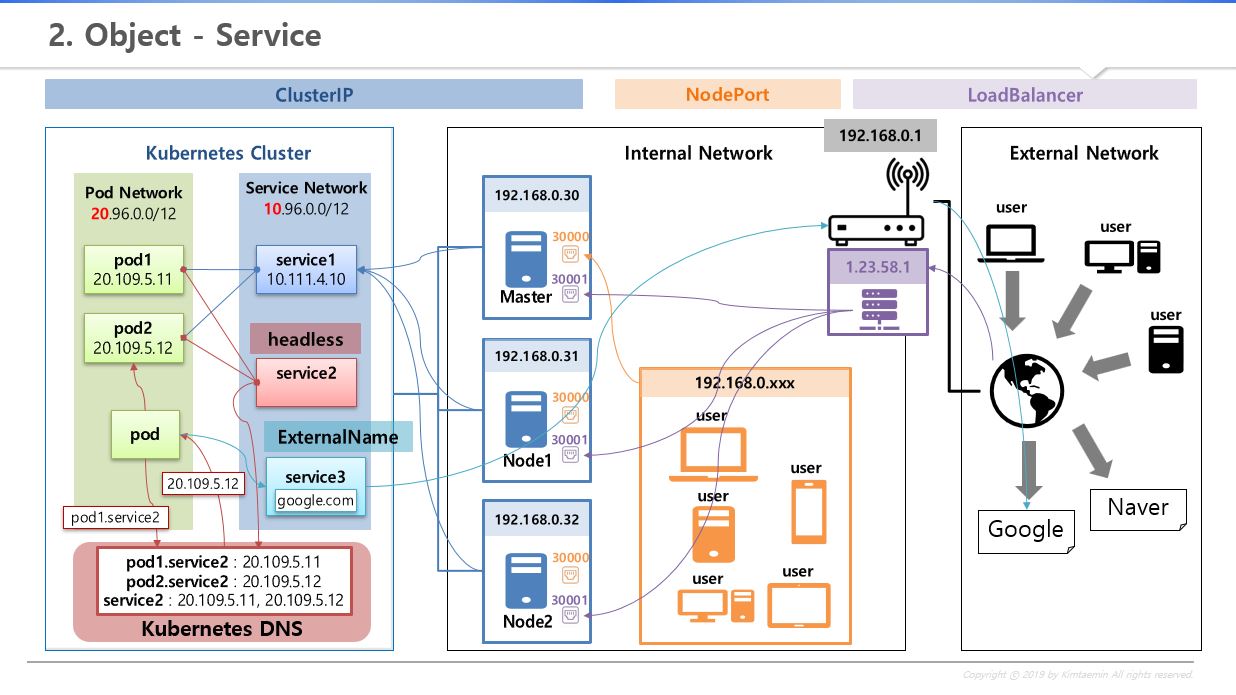 2. Object - Service
ClusterIP
NodePort
LoadBalancer
Kubernetes Cluster
Pod Network
20.96.0.0/12
pod1
20.109.5.11
pod2
20.109.5.12
pod
Service Network
10.96.0.0/12
service1
10.111.4.10
headless
service2
ExternalName
service3
google.com
20.109.5.12
pod1.service2
pod1.service2 : 20.109.5.11
pod2.service2 : 20.109.5.12
service2 : 20.109.5.11, 20.109.5.12
Kubernetes DNS
Internal Network
192.168.0.30
30000
30001
Master
192.168.0.31
30000
30001
Node1
192.168.0.32
30000
30001
Node2
192.168.0.1
1.23.58.1
192.168.0.xxx
user
user
user
user
user
External Network
user
user
user
Google
Naver
Copyright ⓒ 2019 by Kimtaemin All rights reserved.